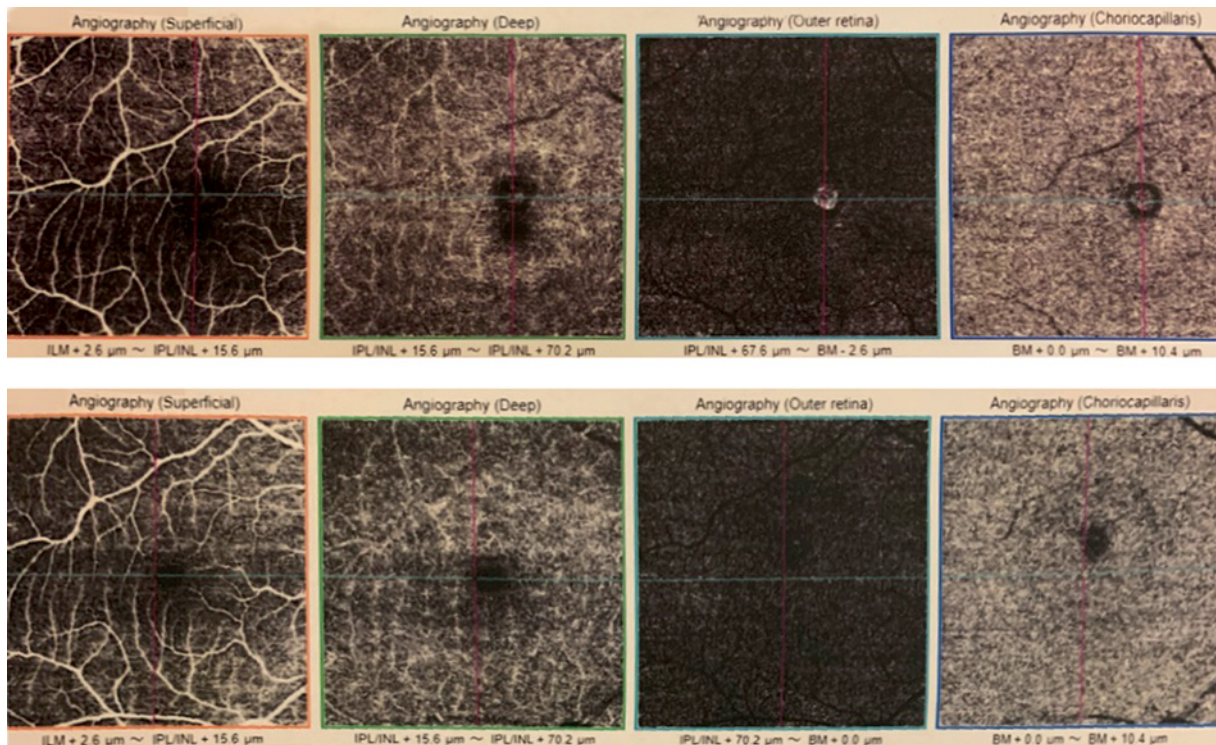 Angiography (Superficial)
Angiography (Deep)
Angiography (Outer retina)
Angiography (Choriocapillaris)
ILM + 2.6 µm ～ IPL/INL + 15.6 µm
IPL/INL + 15.6 µm ～ IPL/INL + 70.2 µm
IPL/INL + 67.6 µm ～ BM - 2.6 µm
BM + 0.0 µm ～ BM + 10.4 µm
Angiography (Superficial)
Angiography (Deep)
Angiography (Outer retina)
Angiography (Choriocapillaris)
ILM + 2.6 µm ～ IPL/INL + 15.6 µm
IPL/INL + 15.6 µm ～ IPL/INL + 70.2 µm
IPL/INL + 70.2 µm ～ BM + 0.0 µm
BM + 0.0 µm ～ BM + 10.4 µm